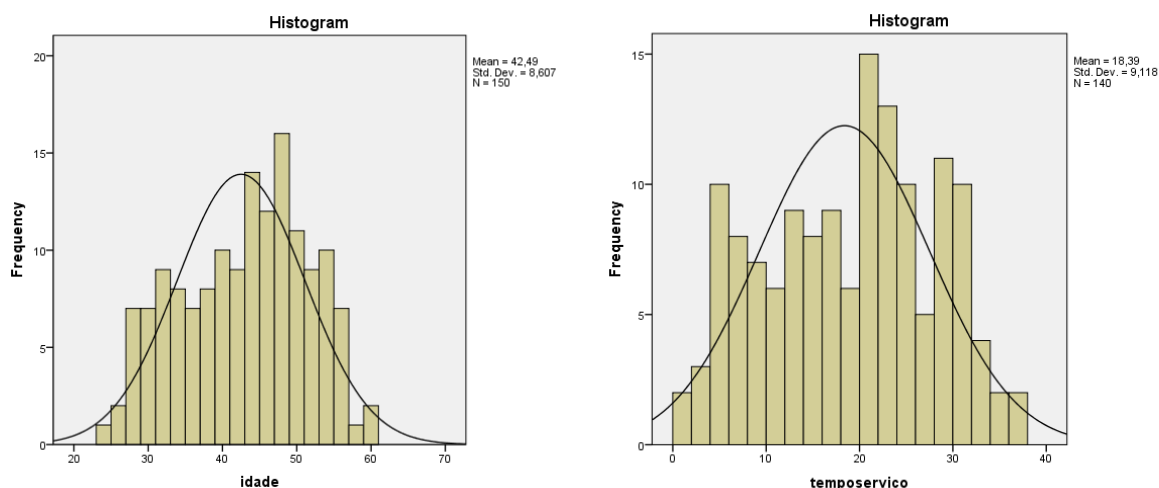 Histogram
Mean = 42,49
Std. Dev. = 8,607
N = 150
Frequency
20
15
10
5
0
20 30 40 50 60 70
idade
Histogram
Mean = 18,39
Std. Dev. = 9,118
N = 140
Frequency
15
10
5
0
0 10 20 30 40
temposervico